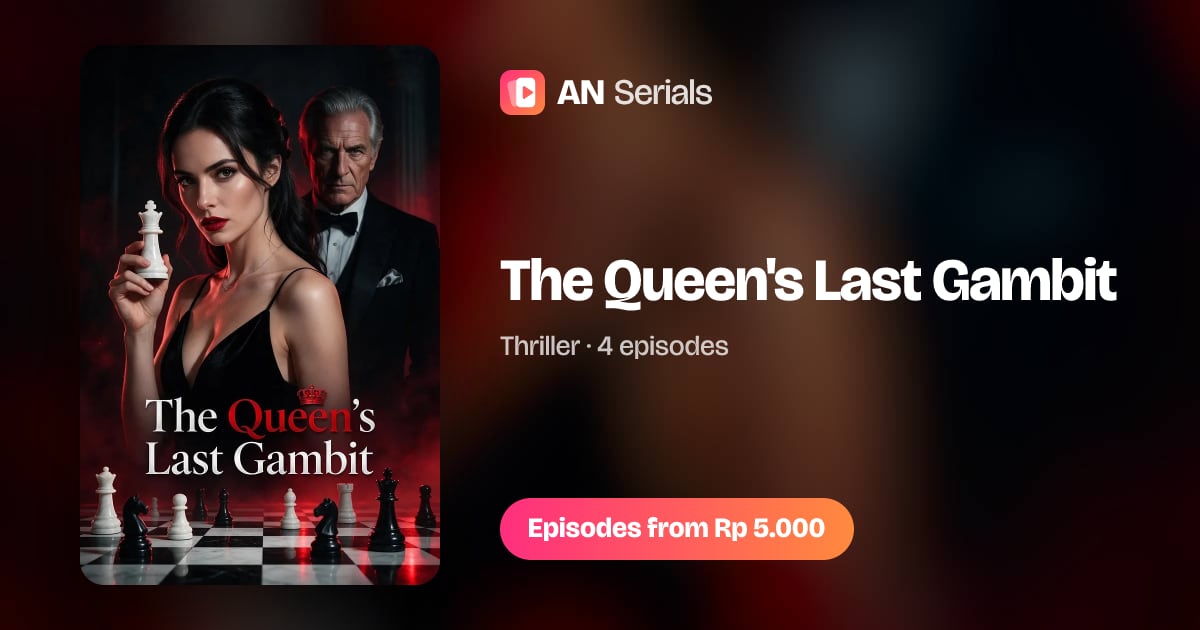 The Queen's
Last Gambit
AN Serials
The Queen's Last Gambit
Thriller · 4 episodes
Episodes from Rp 5.000